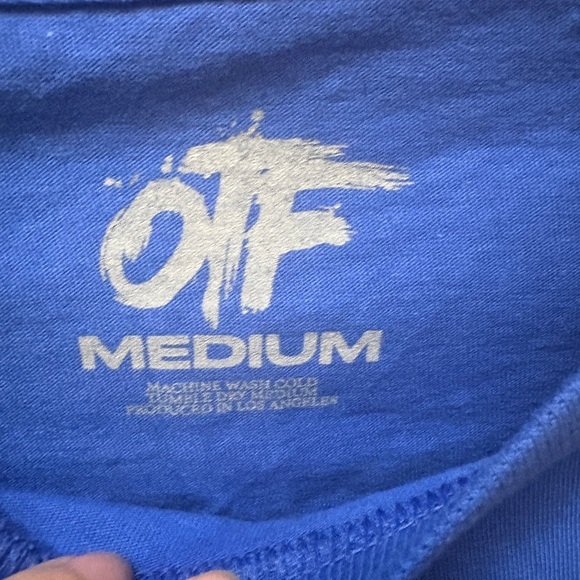 OTF
MEDIUM
MACHINE WASH COLD
TUMBLE DRY MEDIUM
PRODUCED IN LOS ANGELES